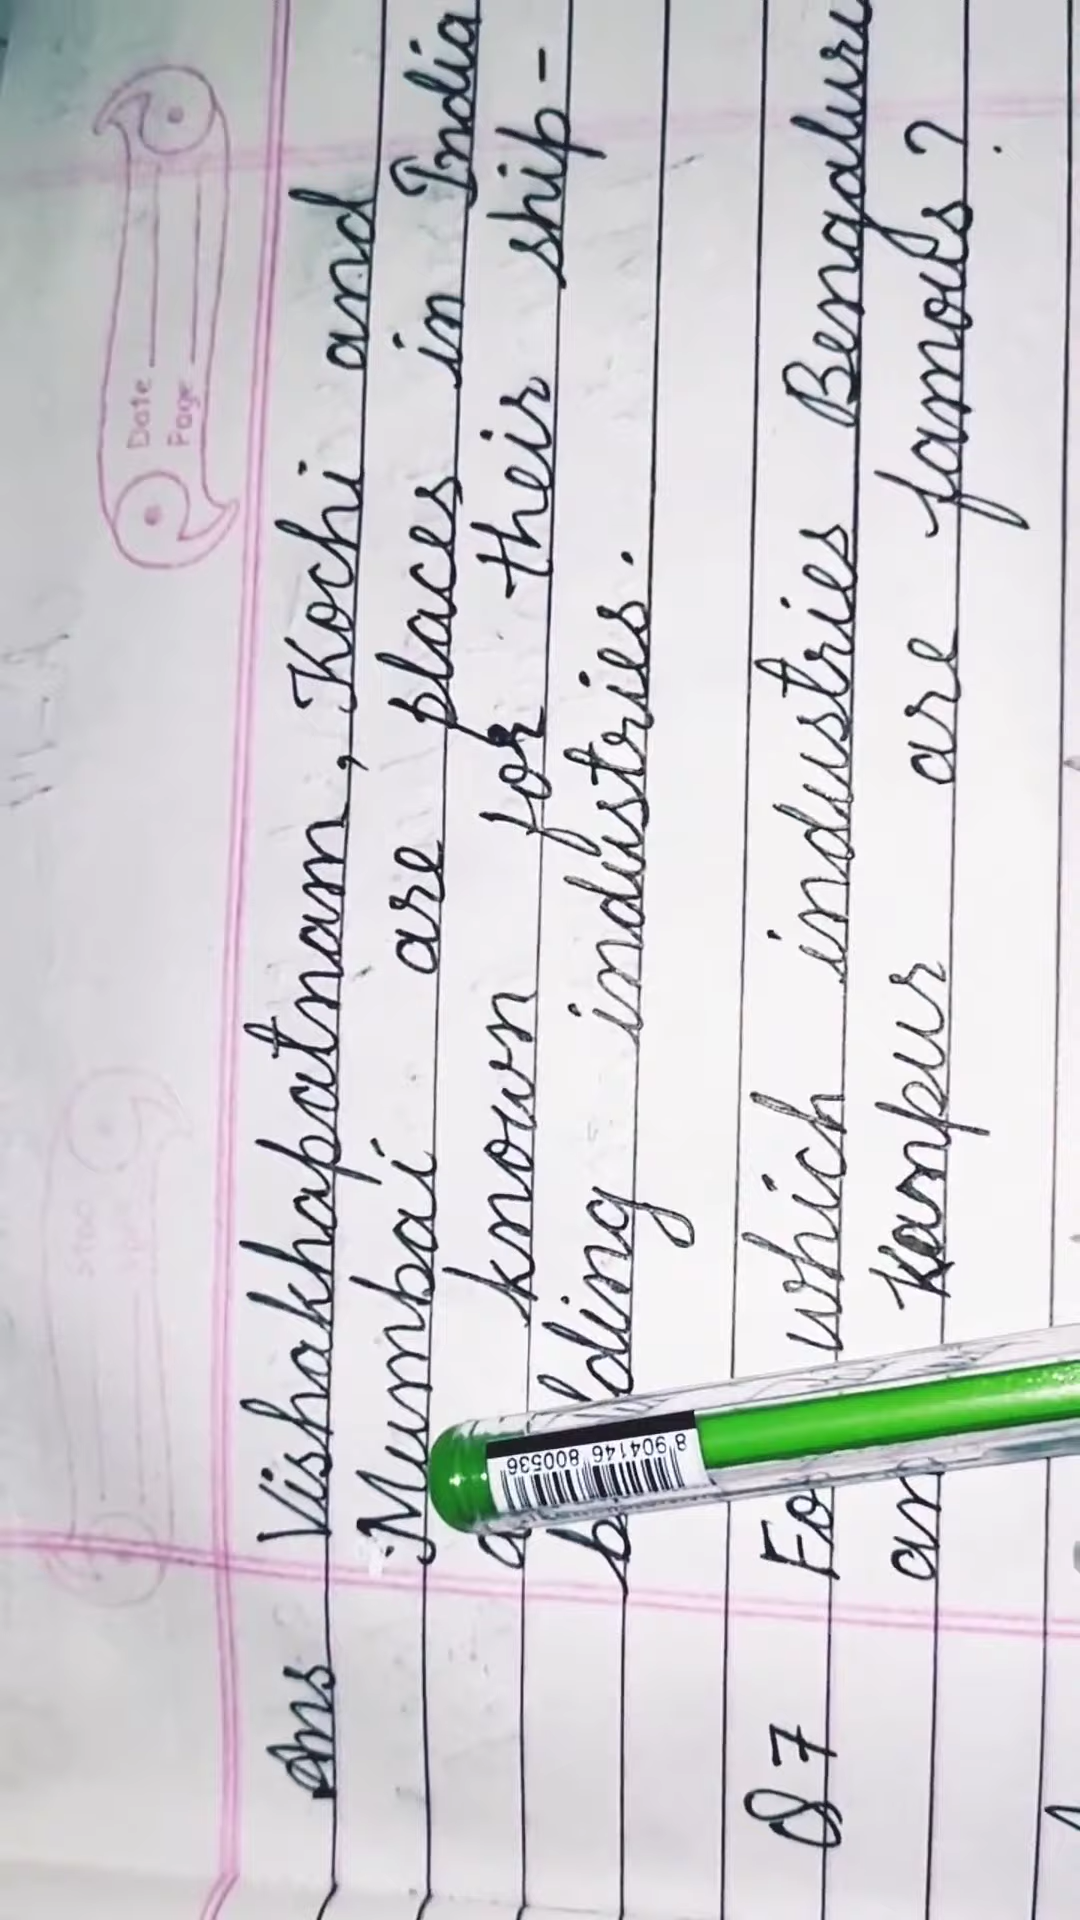 Date
Page
Ans Vishakhapatnam, Kochi and
Mumbai are places in India
known for their ship-
building industries.
Q7 For which industries Bengaluru
and Kanpur are famous?
8 904146 800536